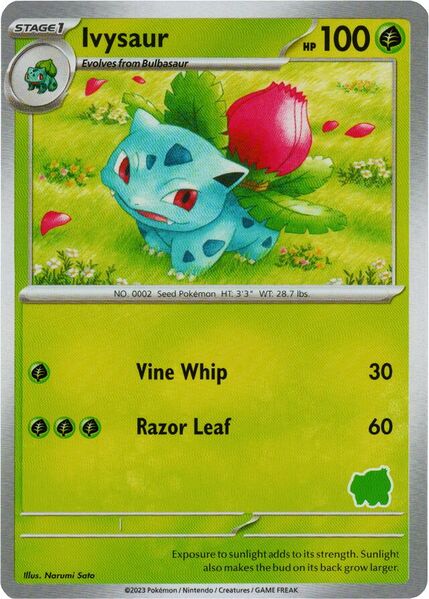 STAGE1
Ivysaur
HP 100
Evolves from Bulbasaur
NO. 0002 Seed Pokémon HT: 3'3" WT: 28.7 lbs.
Vine Whip 30
Razor Leaf 60
Exposure to sunlight adds to its strength. Sunlight
also makes the bud on its back grow larger.
Illus. Narumi Sato
©2023 Pokémon / Nintendo / Creatures / GAME FREAK